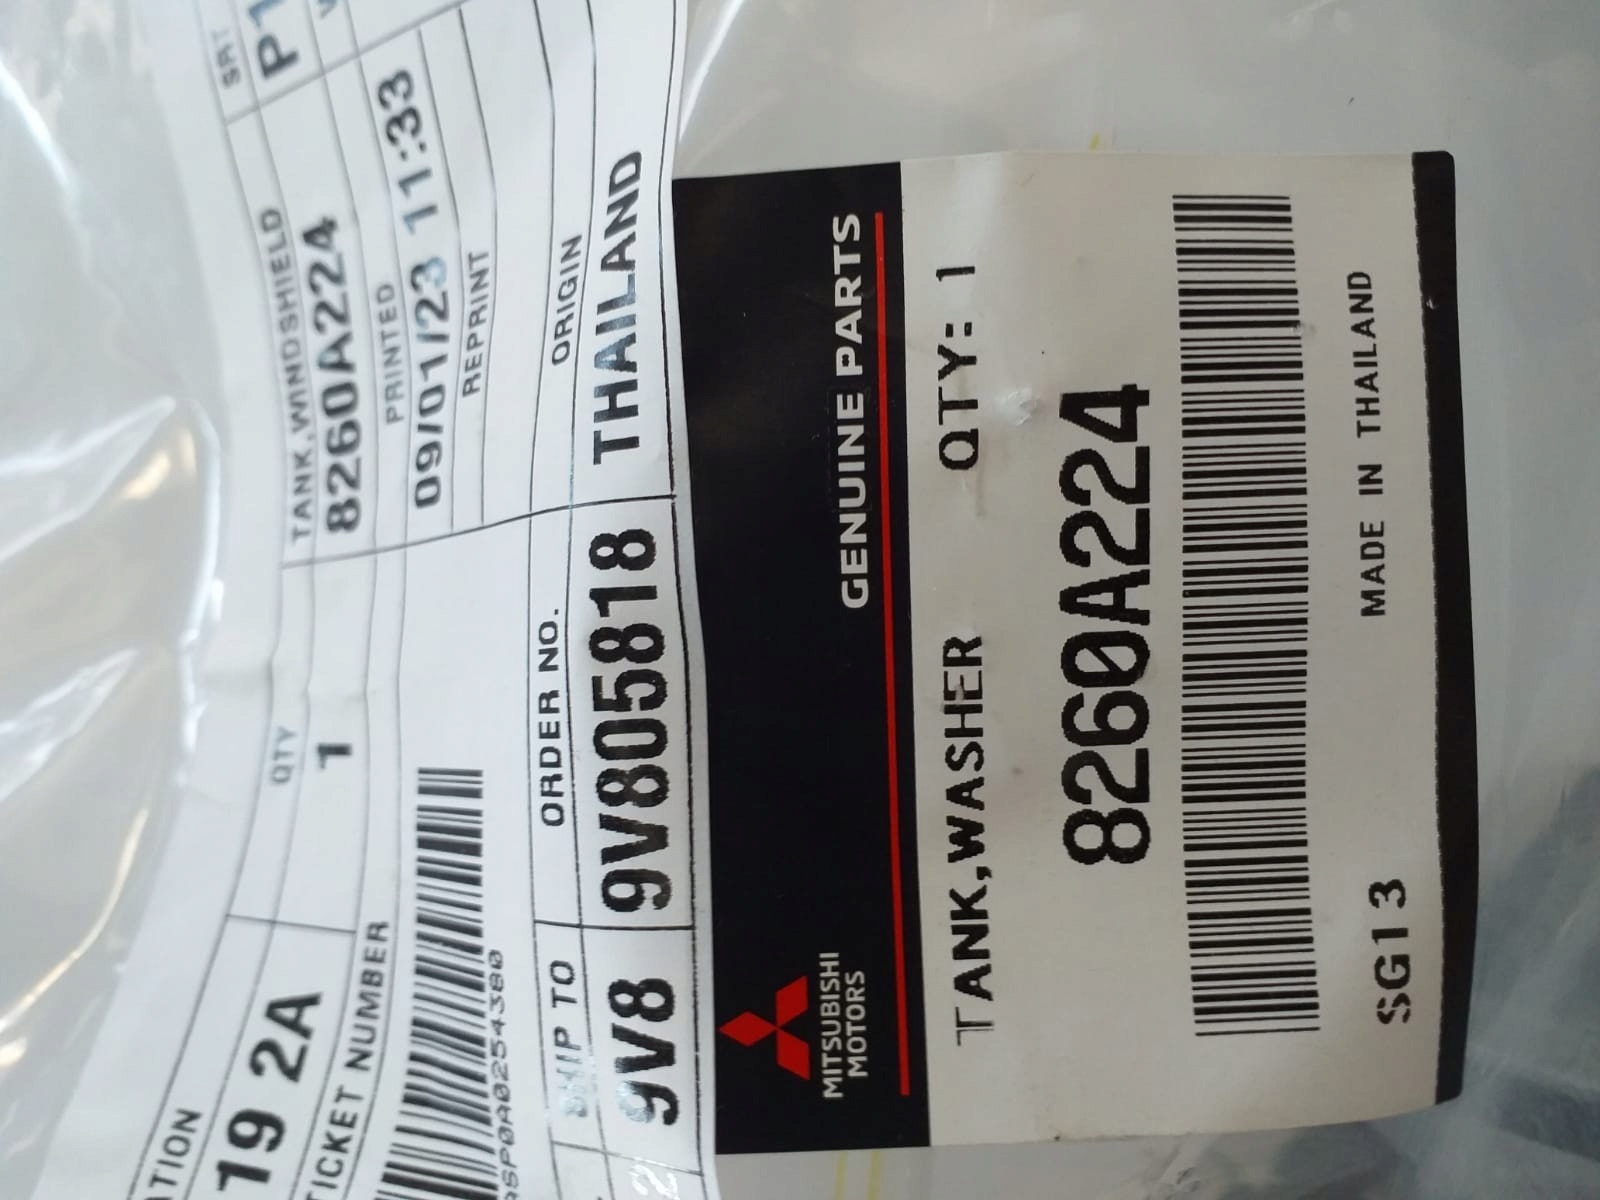 SRT
P1
TANK,WINDSHIELD
8260A224
PRINTED
09/01/23 11:33
REPRINT
QTY
1
19 2A
TICKET NUMBER
ASP0A0254380
SHIP TO
9V8
ORDER NO.
9V805818
ORIGIN
THAILAND
MITSUBISHI
MOTORS
GENUINE PARTS
TANK,WASHER QTY: 1
8260A224
SG13 MADE IN THAILAND